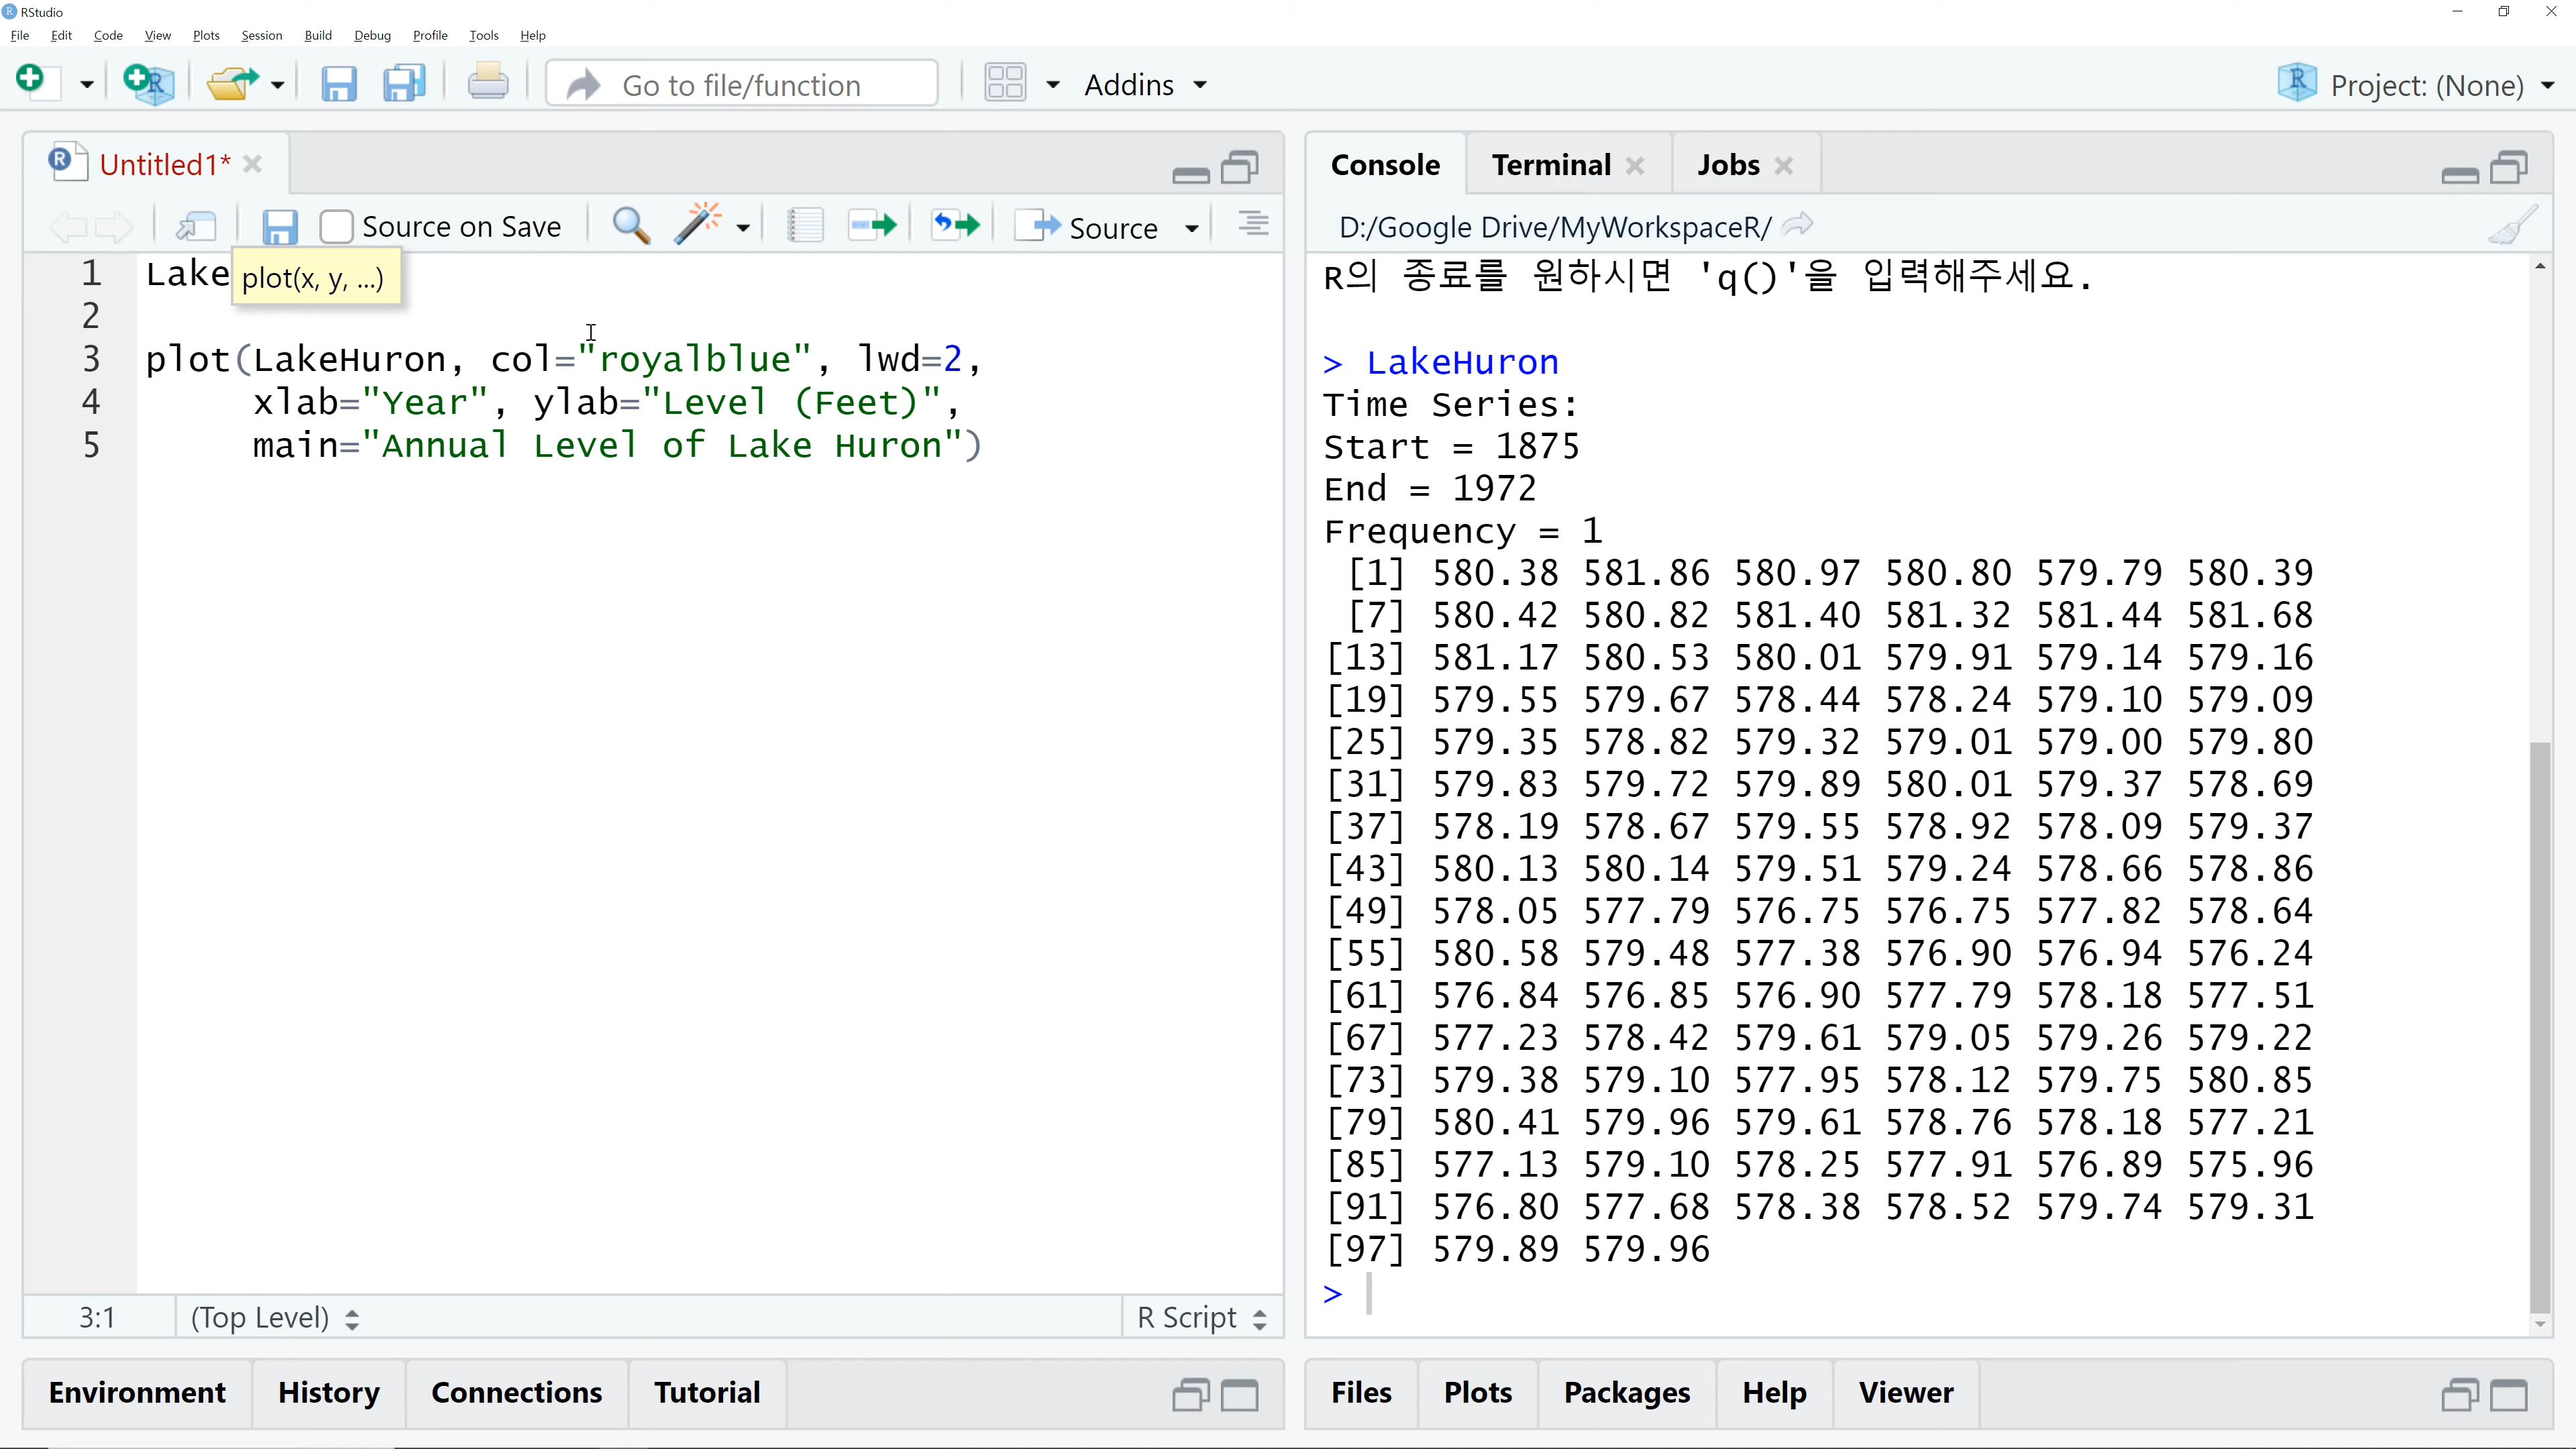 RStudio
File Edit Code View Plots Session Build Debug Profile Tools Help
Go to file/function Addins Project: (None)
Untitled1*
Source on Save Source
1 Lake
plot(x, y, ...)
2
3 plot(LakeHuron, col="royalblue", lwd=2,
4 xlab="Year", ylab="Level (Feet)",
5 main="Annual Level of Lake Huron")
3:1 (Top Level) R Script
Environment History Connections Tutorial
Console Terminal Jobs
D:/Google Drive/MyWorkspaceR/
R의 종료를 원하시면 'q()'을 입력해주세요.
> LakeHuron
Time Series:
Start = 1875
End = 1972
Frequency = 1
[1] 580.38 581.86 580.97 580.80 579.79 580.39
[7] 580.42 580.82 581.40 581.32 581.44 581.68
[13] 581.17 580.53 580.01 579.91 579.14 579.16
[19] 579.55 579.67 578.44 578.24 579.10 579.09
[25] 579.35 578.82 579.32 579.01 579.00 579.80
[31] 579.83 579.72 579.89 580.01 579.37 578.69
[37] 578.19 578.67 579.55 578.92 578.09 579.37
[43] 580.13 580.14 579.51 579.24 578.66 578.86
[49] 578.05 577.79 576.75 576.75 577.82 578.64
[55] 580.58 579.48 577.38 576.90 576.94 576.24
[61] 576.84 576.85 576.90 577.79 578.18 577.51
[67] 577.23 578.42 579.61 579.05 579.26 579.22
[73] 579.38 579.10 577.95 578.12 579.75 580.85
[79] 580.41 579.96 579.61 578.76 578.18 577.21
[85] 577.13 579.10 578.25 577.91 576.89 575.96
[91] 576.80 577.68 578.38 578.52 579.74 579.31
[97] 579.89 579.96
>
Files Plots Packages Help Viewer